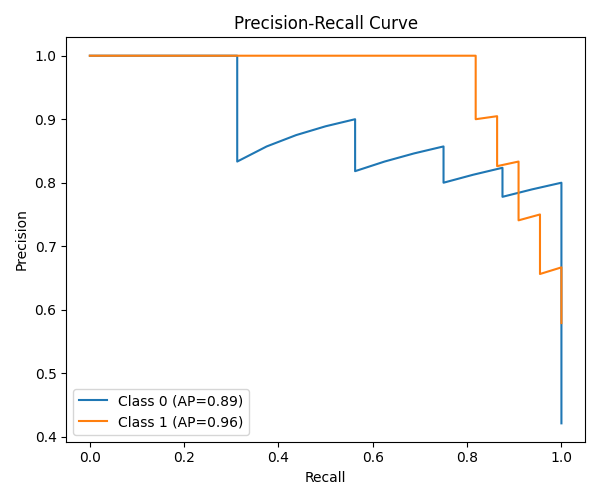 Precision-Recall Curve
1.0
0.9
0.8
0.7
0.6
0.5
0.4
Precision
Class 0 (AP=0.89)
Class 1 (AP=0.96)
0.0 0.2 0.4 0.6 0.8 1.0
Recall